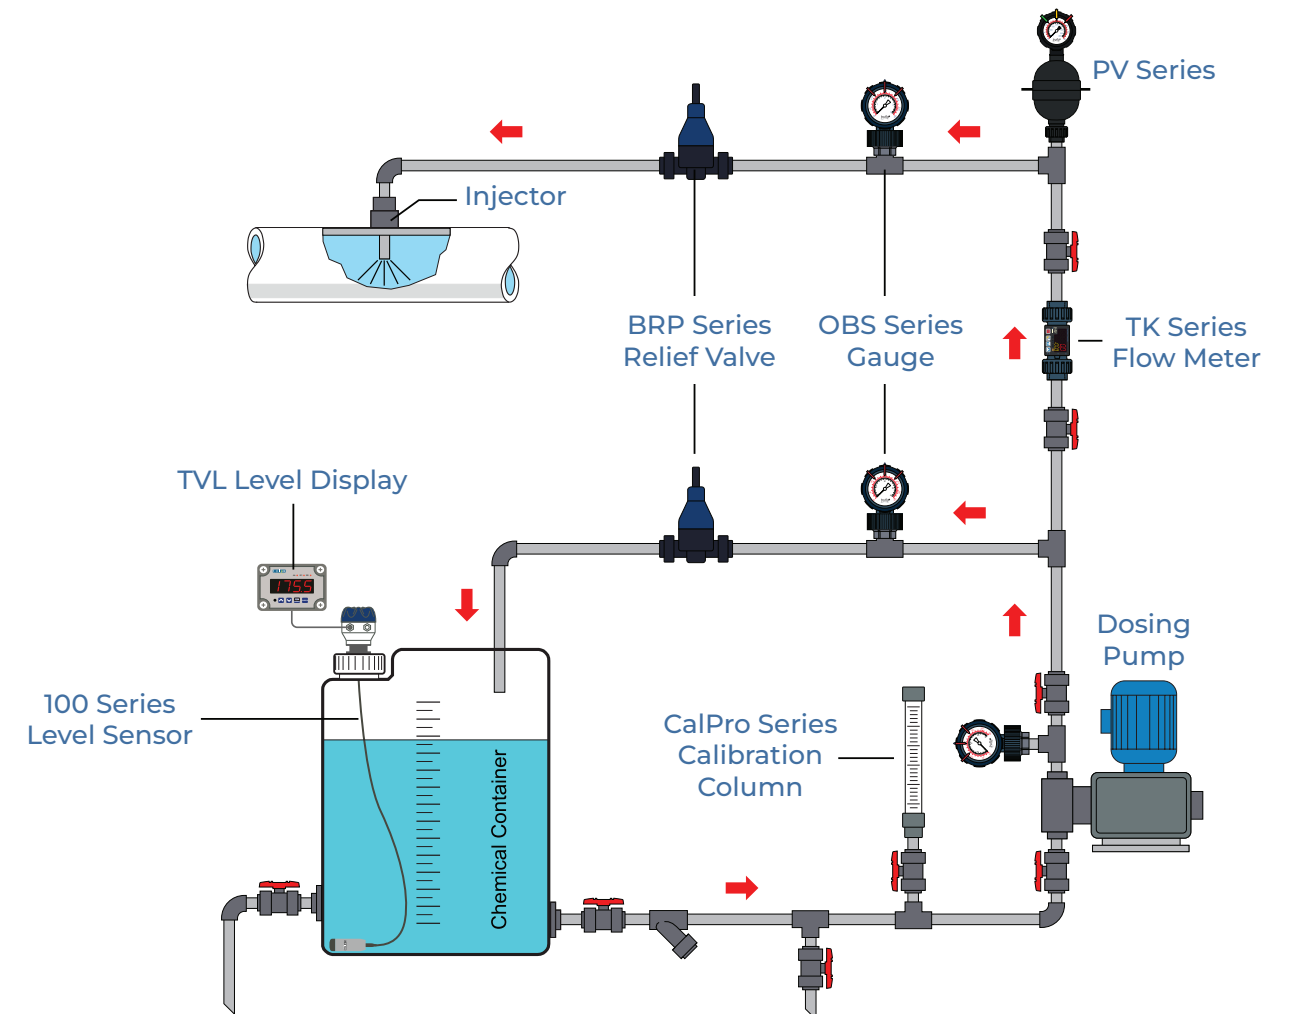 PV Series
Injector
BRP Series
Relief Valve
OBS Series
Gauge
TK Series
Flow Meter
TVL Level Display
1755
Dosing
Pump
100 Series
Level Sensor
CalPro Series
Calibration
Column
Chemical Container